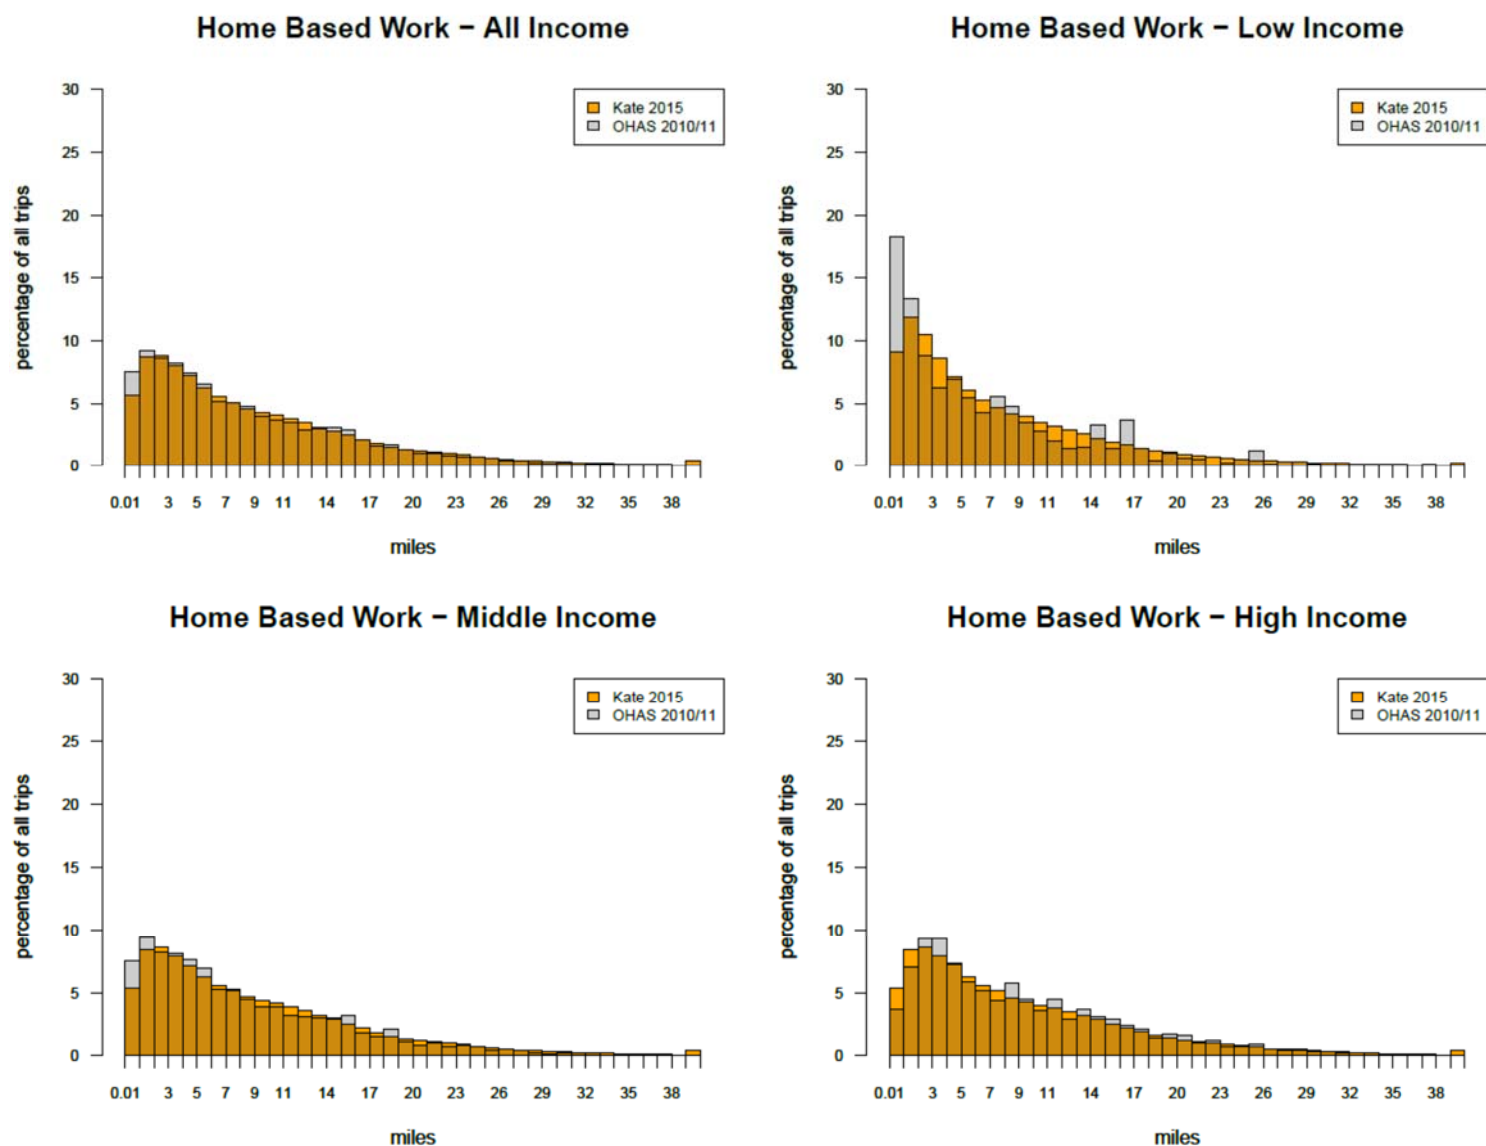 Home Based Work − All Income
30
25
20
15
10
5
0
percentage of all trips
Kate 2015
OHAS 2010/11
0.01 3 5 7 9 11 14 17 20 23 26 29 32 35 38
miles
Home Based Work − Low Income
30
25
20
15
10
5
0
percentage of all trips
Kate 2015
OHAS 2010/11
0.01 3 5 7 9 11 14 17 20 23 26 29 32 35 38
miles
Home Based Work − Middle Income
30
25
20
15
10
5
0
percentage of all trips
Kate 2015
OHAS 2010/11
0.01 3 5 7 9 11 14 17 20 23 26 29 32 35 38
miles
Home Based Work − High Income
30
25
20
15
10
5
0
percentage of all trips
Kate 2015
OHAS 2010/11
0.01 3 5 7 9 11 14 17 20 23 26 29 32 35 38
miles